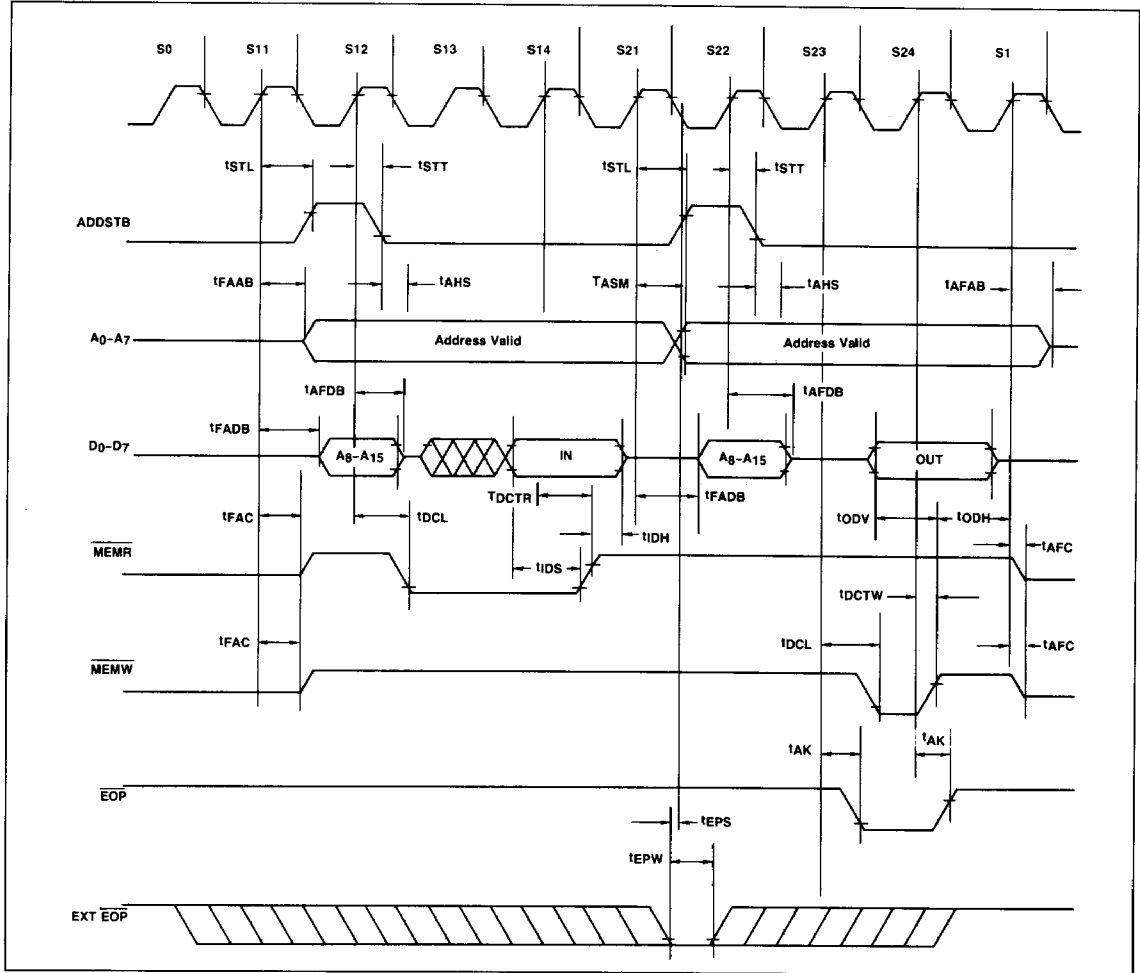 S0 S11 S12 S13 S14 S21 S22 S23 S24 S1
tSTL tSTT tSTL tSTT
ADDSTB
tFAAB tAHS TASM tAHS tAFAB
A0-A7 Address Valid Address Valid
tAFDB tAFDB
tFADB
D0-D7 A8-A15 IN A8-A15 OUT
TDCTR tFADB
tFAC tDCL tIDH tODV tODH
MEMR tIDS tAFC
tDCTW
tFAC tDCL tAFC
MEMW
tAK tAK
EOP
tEPS
tEPW
EXT EOP